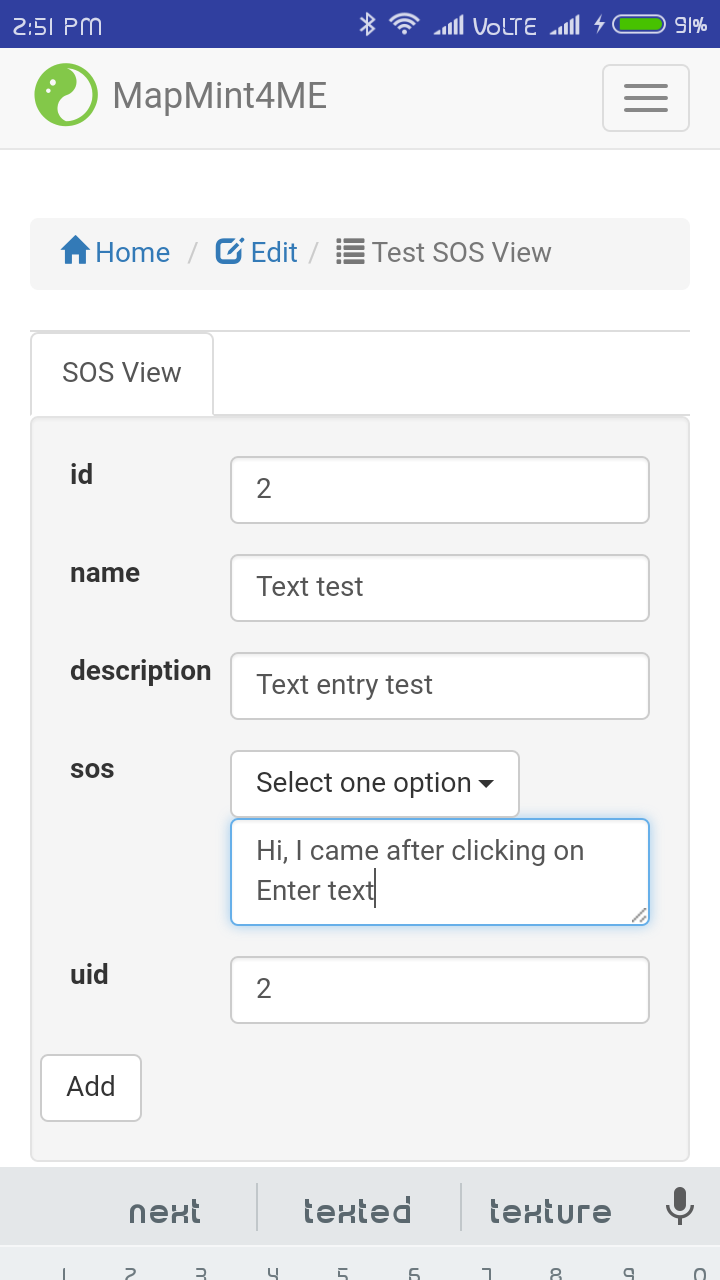 2:51 PM VoLTE 91%
MapMint4ME
Home / Edit / Test SOS View
SOS View
id 2
name Text test
description Text entry test
sos Select one option
Hi, I came after clicking on
Enter text
uid 2
Add
next texted texture
1 2 3 4 5 6 7 8 9 0